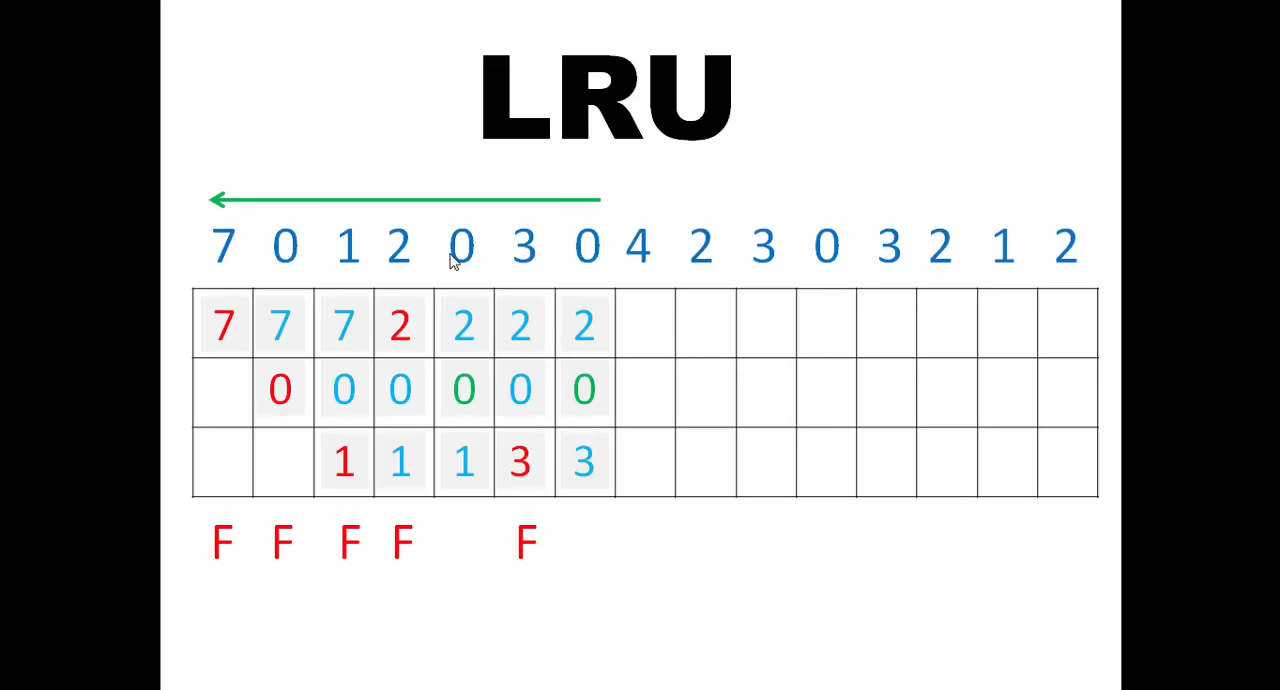 LRU
7 0 1 2 0 3 0 4 2 3 0 3 2 1 2
7 7 7 2 2 2 2
0 0 0 0 0 0
1 1 1 3 3
F F F F F